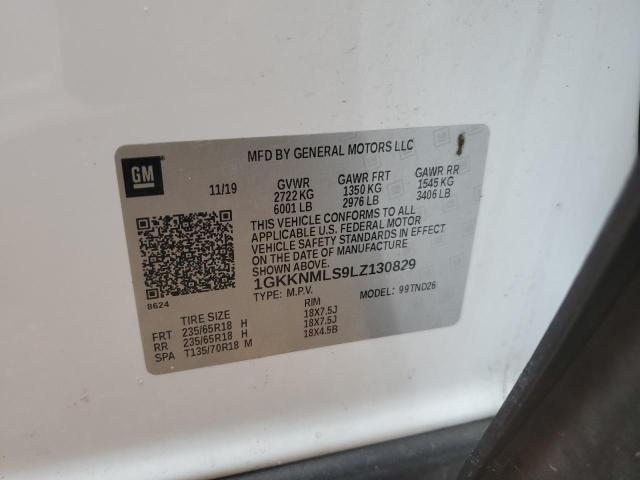 GM
MFD BY GENERAL MOTORS LLC
11/19 GVWR GAWR FRT GAWR RR
2722 KG 1350 KG 1545 KG
6001 LB 2976 LB 3406 LB
THIS VEHICLE CONFORMS TO ALL
APPLICABLE U.S. FEDERAL MOTOR
VEHICLE SAFETY STANDARDS IN EFFECT
ON THE DATE OF MANUFACTURE
SHOWN ABOVE.
1GKKNMLS9LZ130829
8624
TYPE: M.P.V. MODEL: 99TND26
TIRE SIZE RIM
FRT 235/65R18 H 18X7.5J
RR 235/65R18 H 18X7.5J
SPA T135/70R18 M 18X4.5B